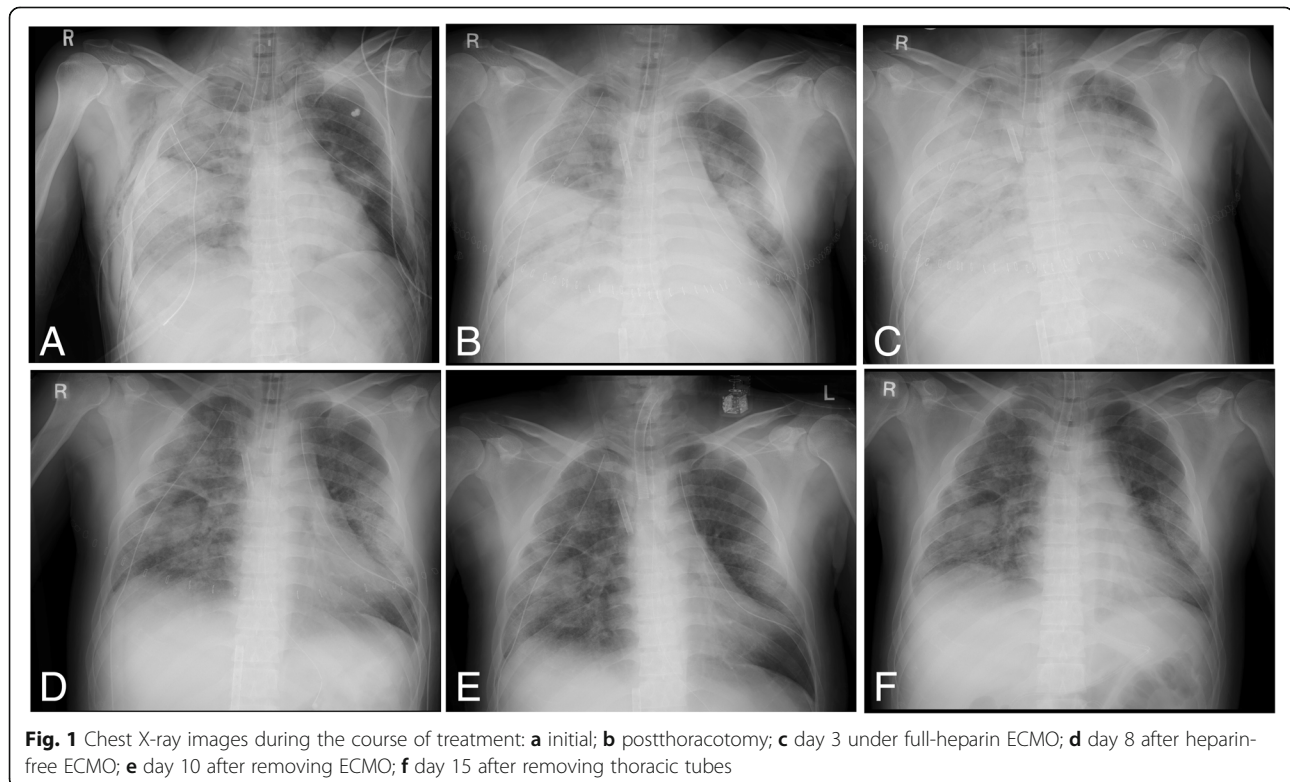 R
R
R
A
B
C
R
L
R
D
E
F
Fig. 1 Chest X-ray images during the course of treatment: a initial; b postthoracotomy; c day 3 under full-heparin ECMO; d day 8 after heparin-
free ECMO; e day 10 after removing ECMO; f day 15 after removing thoracic tubes